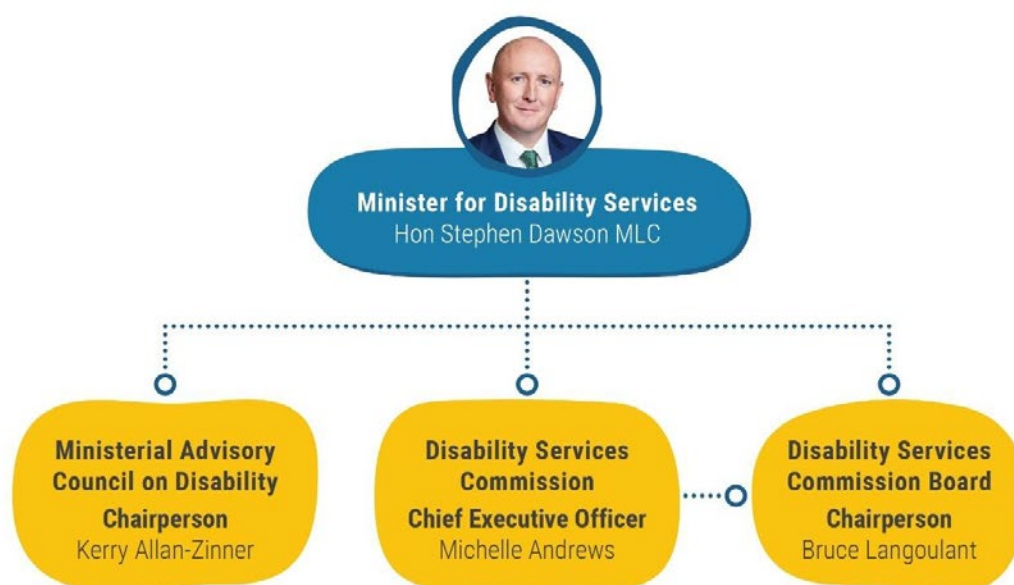 Minister for Disability Services
Hon Stephen Dawson MLC
Ministerial Advisory
Council on Disability
Chairperson
Kerry Allan-Zinner
Disability Services
Commission
Chief Executive Officer
Michelle Andrews
Disability Services
Commission Board
Chairperson
Bruce Langoulant